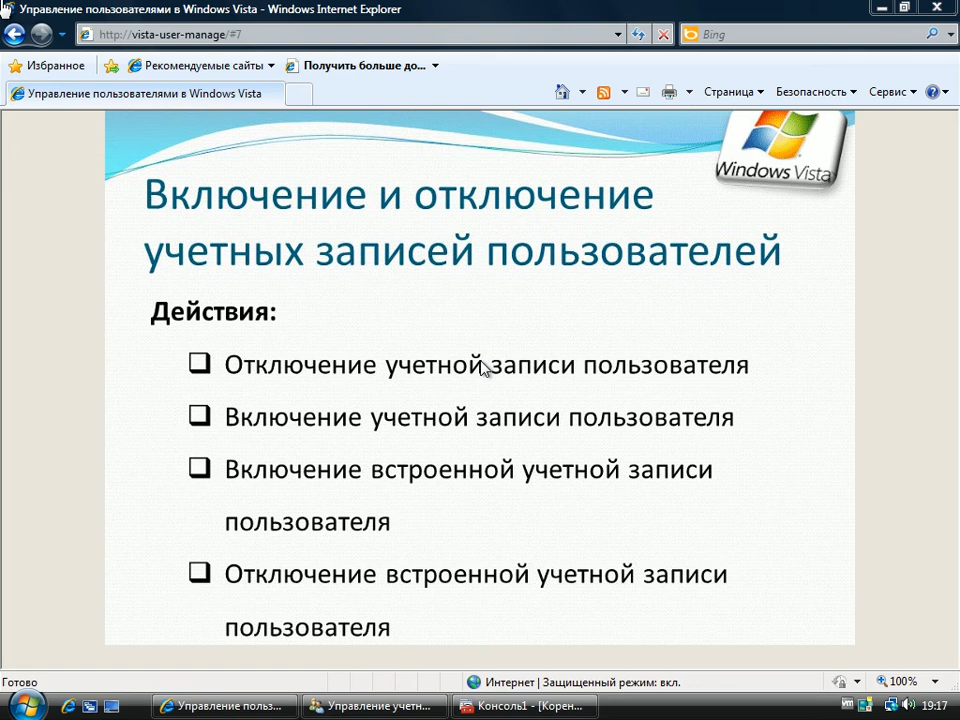 Управление пользователями в Windows Vista - Windows Internet Explorer
http://vista-user-manage/#7
Bing
Избранное
Рекомендуемые сайты
Получить больше до...
Управление пользователями в Windows Vista
Страница
Безопасность
Сервис
Windows Vista
Включение и отключение
учетных записей пользователей
Действия:
Отключение учетной записи пользователя
Включение учетной записи пользователя
Включение встроенной учетной записи
пользователя
Отключение встроенной учетной записи
пользователя
Готово
Интернет | Защищенный режим: вкл.
100%
Управление польз...
Управление учетн...
Консоль1 - [Корен...
19:17